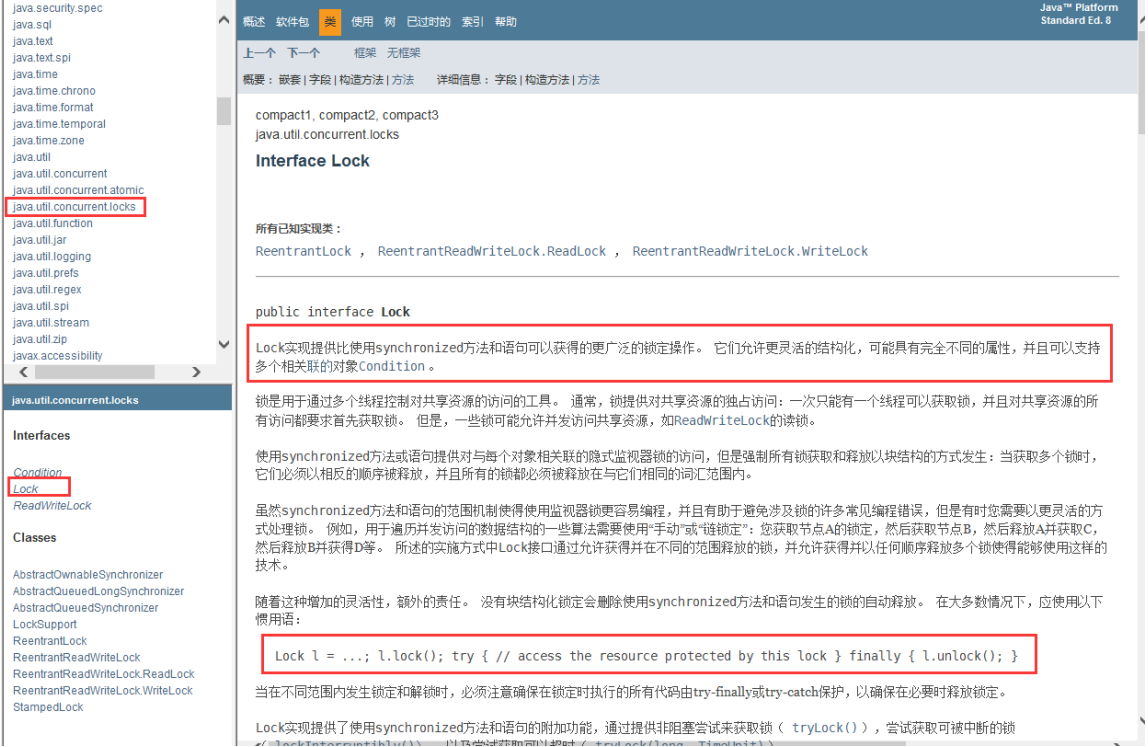 java.security.spec
java.sql
java.text
java.text.spi
java.time
java.time.chrono
java.time.format
java.time.temporal
java.time.zone
java.util
java.util.concurrent
java.util.concurrent.atomic
java.util.concurrent.locks
java.util.function
java.util.jar
java.util.logging
java.util.prefs
java.util.regex
java.util.spi
java.util.stream
java.util.zip
javax.accessibility
java.util.concurrent.locks
Interfaces
Condition
Lock
ReadWriteLock
Classes
AbstractOwnableSynchronizer
AbstractQueuedLongSynchronizer
AbstractQueuedSynchronizer
LockSupport
ReentrantLock
ReentrantReadWriteLock
ReentrantReadWriteLock.ReadLock
ReentrantReadWriteLock.WriteLock
StampedLock
概述 软件包 类 使用 树 已过时的 索引 帮助
Java™ Platform
Standard Ed. 8
上一个 下一个 框架 无框架
概要： 嵌套 | 字段 | 构造方法 | 方法 详细信息： 字段 | 构造方法 | 方法
compact1, compact2, compact3
java.util.concurrent.locks
Interface Lock
所有已知实现类：
ReentrantLock ， ReentrantReadWriteLock.ReadLock ， ReentrantReadWriteLock.WriteLock
public interface Lock
Lock实现提供比使用synchronized方法和语句可以获得的更广泛的锁定操作。 它们允许更灵活的结构化，可能具有完全不同的属性，并且可以支持
多个相关联的对象Condition 。
锁是用于通过多个线程控制对共享资源的访问的工具。 通常，锁提供对共享资源的独占访问：一次只能有一个线程可以获取锁，并且对共享资源的所
有访问都要求首先获取锁。 但是，一些锁可能允许并发访问共享资源，如ReadWriteLock的读锁。
使用synchronized方法或语句提供对与每个对象相关联的隐式监视器锁的访问，但是强制所有锁获取和释放以块结构的方式发生：当获取多个锁时，
它们必须以相反的顺序被释放，并且所有的锁都必须被释放在与它们相同的词汇范围内。
虽然synchronized方法和语句的范围机制使得使用监视器锁更容易编程，并且有助于避免涉及锁的许多常见编程错误，但是有时您需要以更灵活的方
式处理锁。 例如，用于遍历并发访问的数据结构的一些算法需要使用“手动”或“链锁定”：您获取节点A的锁定，然后获取节点B，然后释放A并获取C，
然后释放B并获得D等。 所述的实施方式中Lock接口通过允许获得并在不同的范围释放的锁，并允许获得并以任何顺序释放多个锁使得能够使用这样的
技术。
随着这种增加的灵活性，额外的责任。 没有块结构化锁定会删除使用synchronized方法和语句发生的锁的自动释放。 在大多数情况下，应使用以下
惯用语：
Lock l = ...; l.lock(); try { // access the resource protected by this lock } finally { l.unlock(); }
当在不同范围内发生锁定和解锁时，必须注意确保在锁定时执行的所有代码由try-finally或try-catch保护，以确保在必要时释放锁定。
Lock实现提供了使用synchronized方法和语句的附加功能，通过提供非阻塞尝试来获取锁（ tryLock()），尝试获取可被中断的锁
（ lockInterruptibly()） ，以及尝试获取可以超时（ tryLock(long, TimeUnit)）